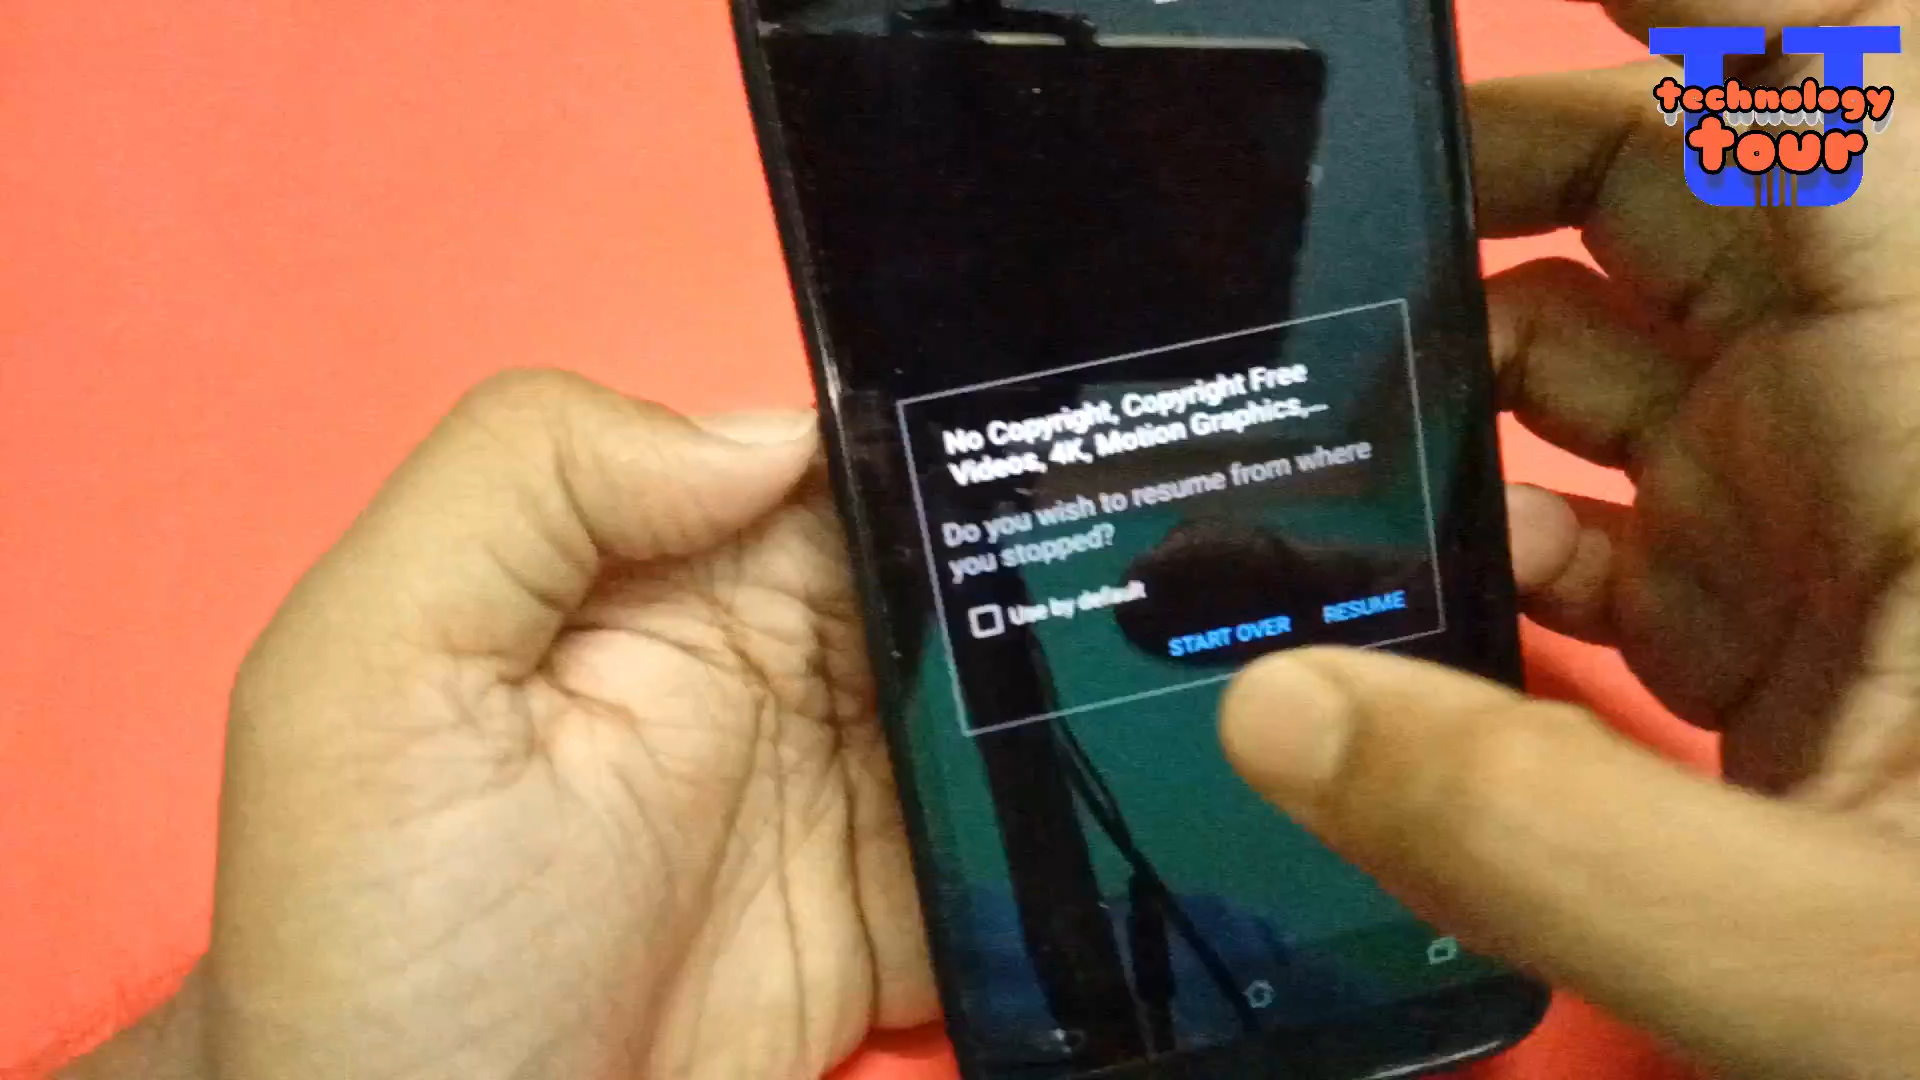 technology
tour
No Copyright, Copyright Free
Videos, 4K, Motion Graphics,...
Do you wish to resume from where
you stopped?
Use by default
START OVER RESUME